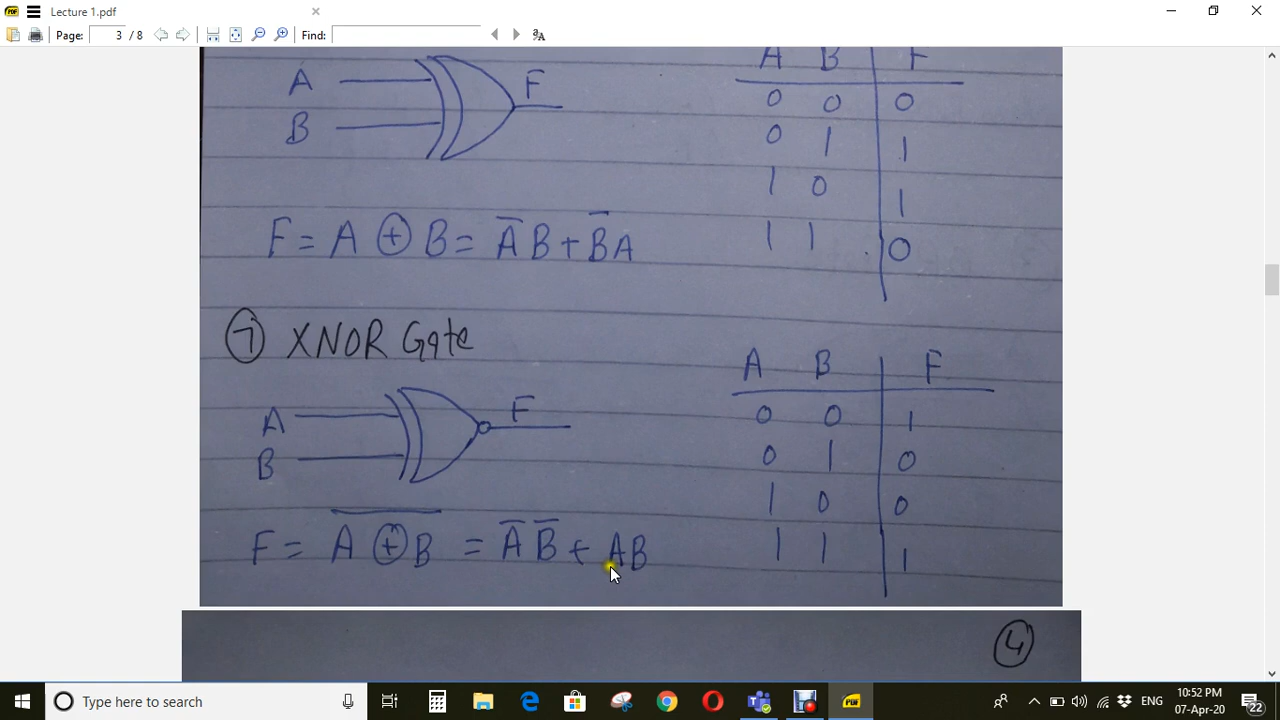 Lecture 1.pdf
Page: 3 / 8 Find:
A B F
0 0 0
0 1 1
1 0 1
1 1 0
A
B
F
F = A ⊕ B = A̅ B + B̅ A
⑦ XNOR Gate
A B F
0 0 1
0 1 0
1 0 0
1 1 1
A
B
F
F = A̅ ⊕̅ B̅ = A̅ B̅ + AB
④
Type here to search
ENG
10:52 PM
07-Apr-20
22